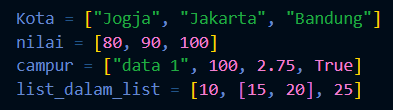 Kota = ["Jogja", "Jakarta", "Bandung"]
nilai = [80, 90, 100]
campur = ["data 1", 100, 2.75, True]
list_dalam_list = [10, [15, 20], 25]